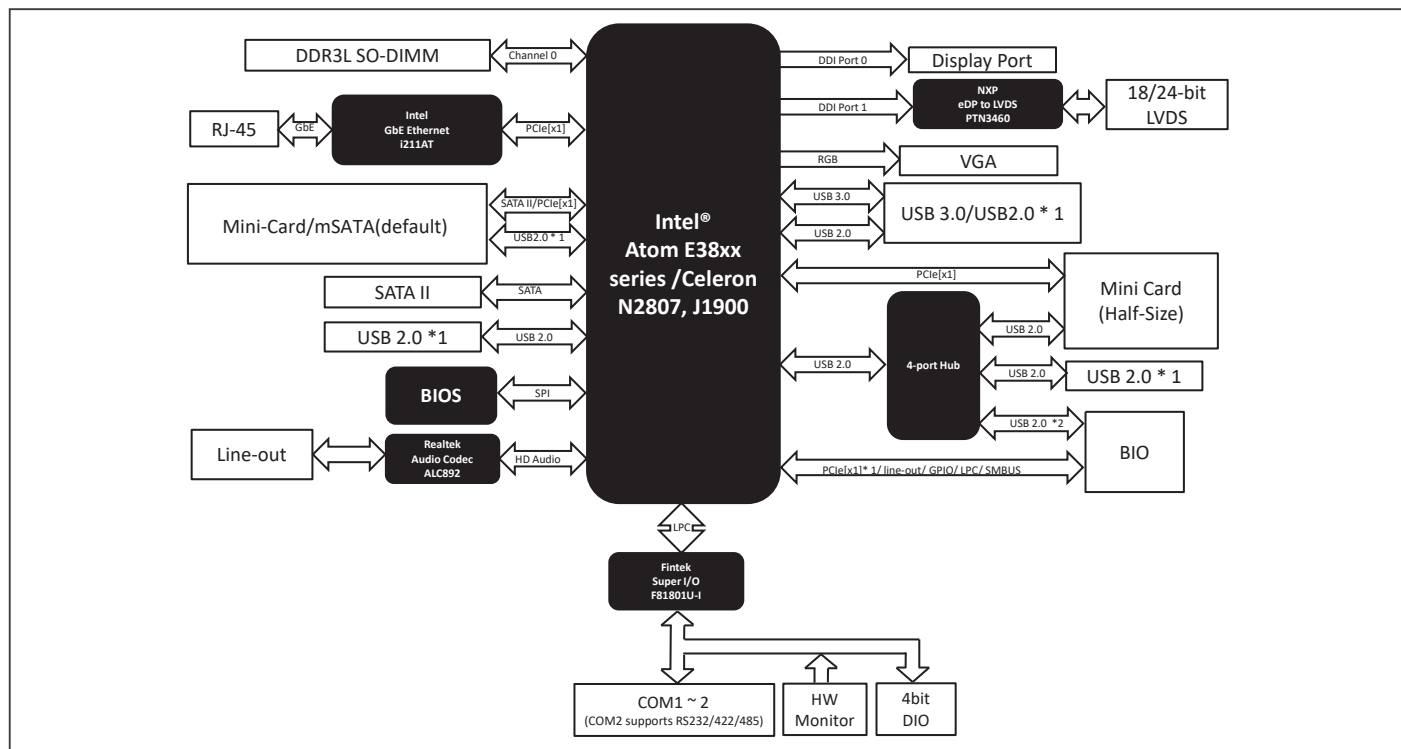 DDR3L SO-DIMM
Channel 0
RJ-45
GbE
Intel
GbE Ethernet
i211AT
PCIe[x1]
Mini-Card/mSATA(default)
SATA II/PCIe[x1]
USB2.0 * 1
SATA II
SATA
USB 2.0 *1
USB 2.0
BIOS
SPI
Line-out
Realtek
Audio Codec
ALC892
HD Audio
Intel®
Atom E38xx
series /Celeron
N2807, J1900
DDI Port 0
Display Port
DDI Port 1
NXP
eDP to LVDS
PTN3460
18/24-bit
LVDS
RGB
VGA
USB 3.0
USB 2.0
USB 3.0/USB2.0 * 1
PCIe[x1]
Mini Card
(Half-Size)
USB 2.0
4-port Hub
USB 2.0
USB 2.0
USB 2.0 * 1
USB 2.0 *2
BIO
PCIe[x1]* 1/ line-out/ GPIO/ LPC/ SMBUS
LPC
Fintek
Super I/O
F81801U-I
COM1 ~ 2
(COM2 supports RS232/422/485)
HW
Monitor
4bit
DIO